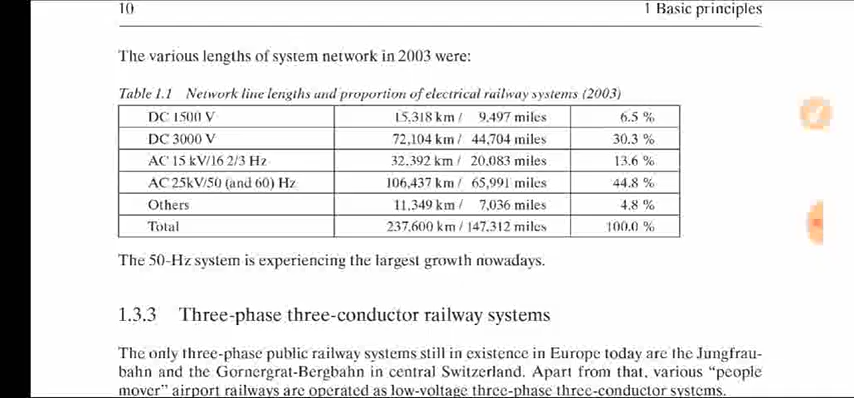 10 1 Basic principles
The various lengths of system network in 2003 were:
Table 1.1 Network line lengths and proportion of electrical railway systems (2003)
DC 1500 V 15,318 km / 9,497 miles 6.5 %
DC 3000 V 72,104 km / 44,704 miles 30.3 %
AC 15 kV/16 2/3 Hz 32,392 km / 20,083 miles 13.6 %
AC 25kV/50 (and 60) Hz 106,437 km / 65,991 miles 44.8 %
Others 11,349 km / 7,036 miles 4.8 %
Total 237,600 km / 147,312 miles 100.0 %
The 50-Hz system is experiencing the largest growth nowadays.
1.3.3 Three-phase three-conductor railway systems
The only three-phase public railway systems still in existence in Europe today are the Jungfrau-
bahn and the Gornergrat-Bergbahn in central Switzerland. Apart from that, various “people
mover” airport railways are operated as low-voltage three-phase three-conductor systems.